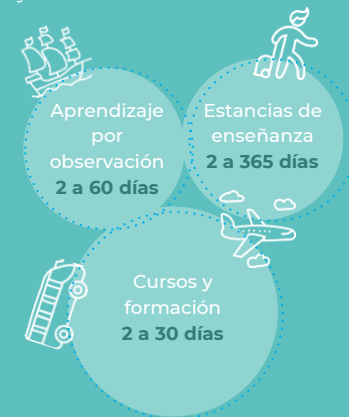 Aprendizaje
por
observación
2 a 60 días
Estancias de
enseñanza
2 a 365 días
Cursos y
formación
2 a 30 días